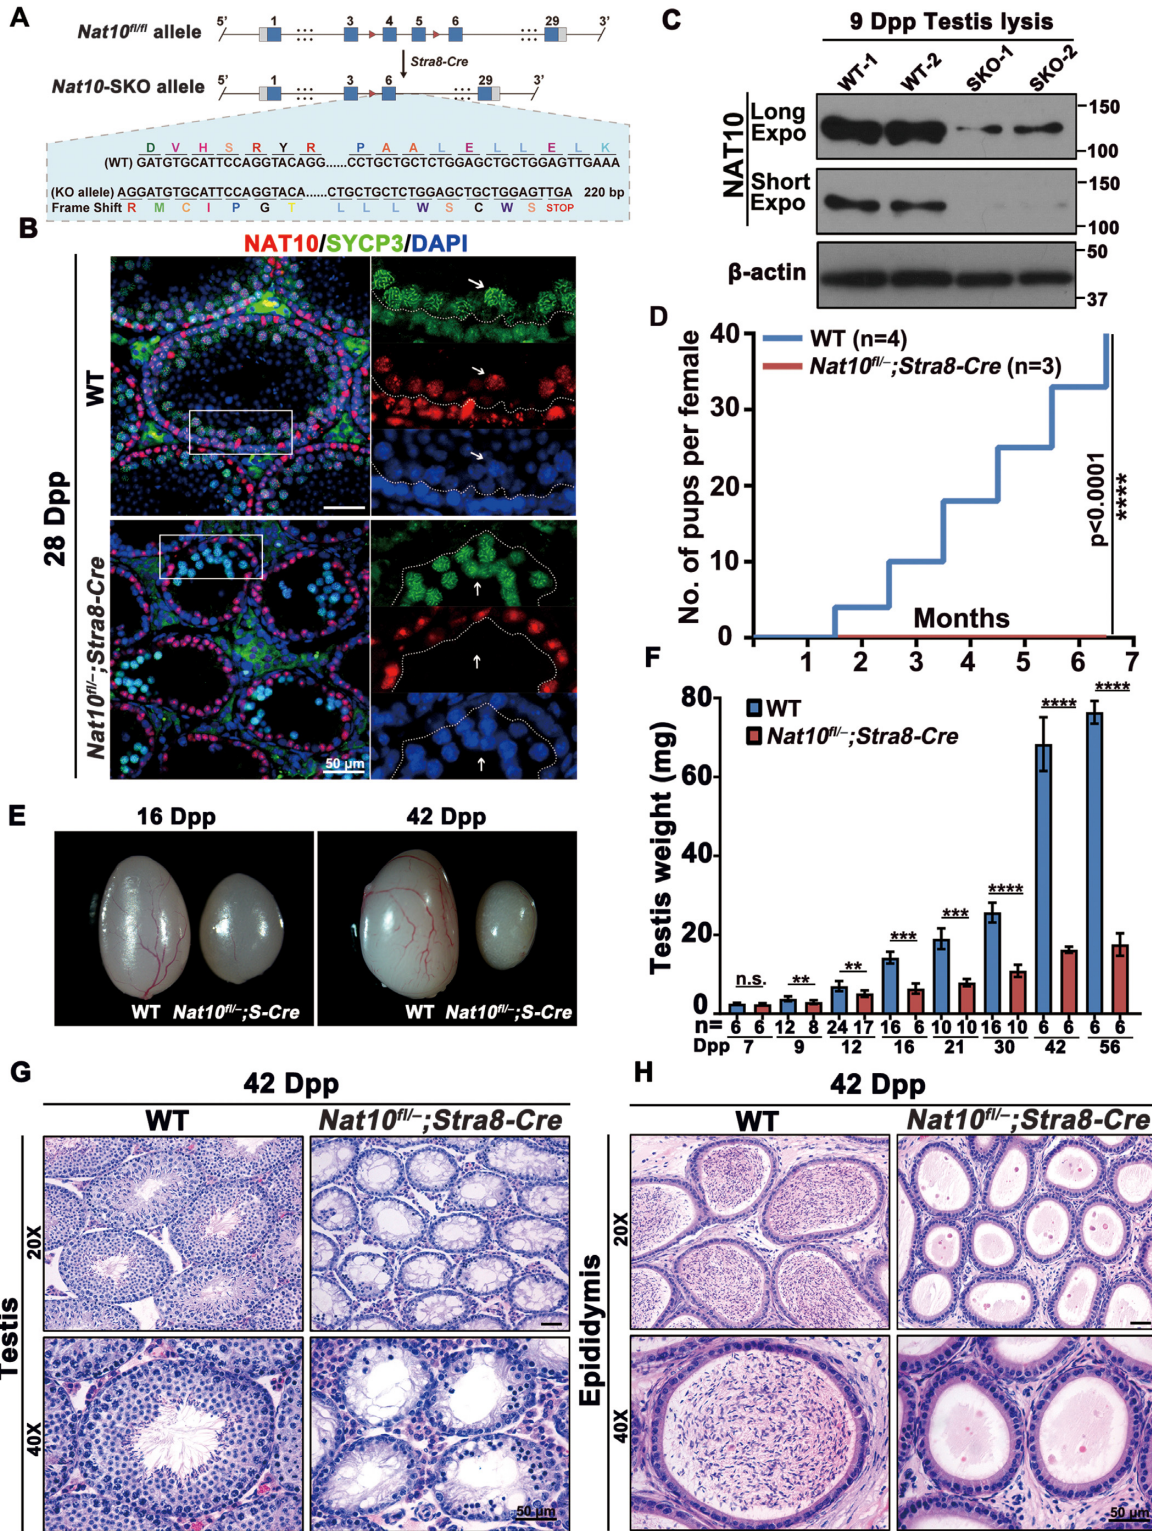 A
Nat10fl/fl allele
5’ 1 3 4 5 6 29 3’
Stra8-Cre
Nat10-SKO allele
5’ 1 3 6 29 3’
D V H S R Y R P A A L E L L E L K
(WT) GATGTGCATTCCAGGTACAGG......CCTGCTGCTCTGGAGCTGCTGGAGTTGAAA
(KO allele) AGGATGTGCATTCCAGGTACA......CTGCTGCTCTGGAGCTGCTGGAGTTGA 220 bp
Frame Shift R M C I P G T L L L W S C W S STOP
B
NAT10/SYCP3/DAPI
28 Dpp
WT
Nat10fl/–;Stra8-Cre
50 µm
C
9 Dpp Testis lysis
WT-1 WT-2 SKO-1 SKO-2
NAT10
Long Expo
150
100
Short Expo
150
100
β-actin
50
37
D
No. of pups per female
40
30
20
10
0
WT (n=4)
Nat10fl/–;Stra8-Cre (n=3)
p<0.0001
****
Months
1 2 3 4 5 6 7
E
16 Dpp 42 Dpp
WT Nat10fl/–;S-Cre WT Nat10fl/–;S-Cre
F
Testis weight (mg)
80
60
40
20
0
WT
Nat10fl/–;Stra8-Cre
n.s. ** ** *** *** **** **** ****
n= 6 6 12 8 24 17 16 6 10 10 16 10 6 6 6 6
Dpp 7 9 12 16 21 30 42 56
G
42 Dpp
WT Nat10fl/–;Stra8-Cre
Testis
20X
40X
50 µm
H
42 Dpp
WT Nat10fl/–;Stra8-Cre
Epididymis
20X
40X
50 µm